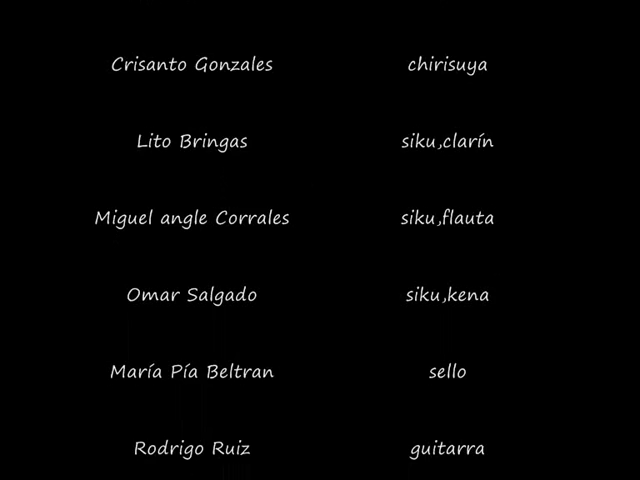 Crisanto Gonzales chirisuya
Lito Bringas siku,clarín
Miguel angle Corrales siku,flauta
Omar Salgado siku,kena
María Pía Beltran sello
Rodrigo Ruiz guitarra